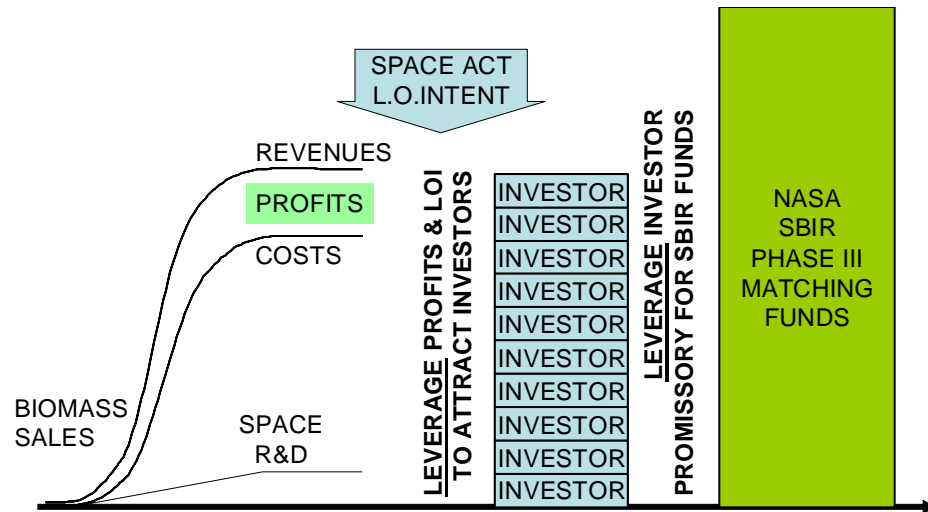 SPACE ACT
L.O.INTENT
REVENUES
PROFITS
COSTS
BIOMASS
SALES
SPACE
R&D
LEVERAGE PROFITS & LOI
TO ATTRACT INVESTORS
INVESTOR
INVESTOR
INVESTOR
INVESTOR
INVESTOR
INVESTOR
INVESTOR
INVESTOR
INVESTOR
INVESTOR
LEVERAGE INVESTOR
PROMISSORY FOR SBIR FUNDS
NASA
SBIR
PHASE III
MATCHING
FUNDS